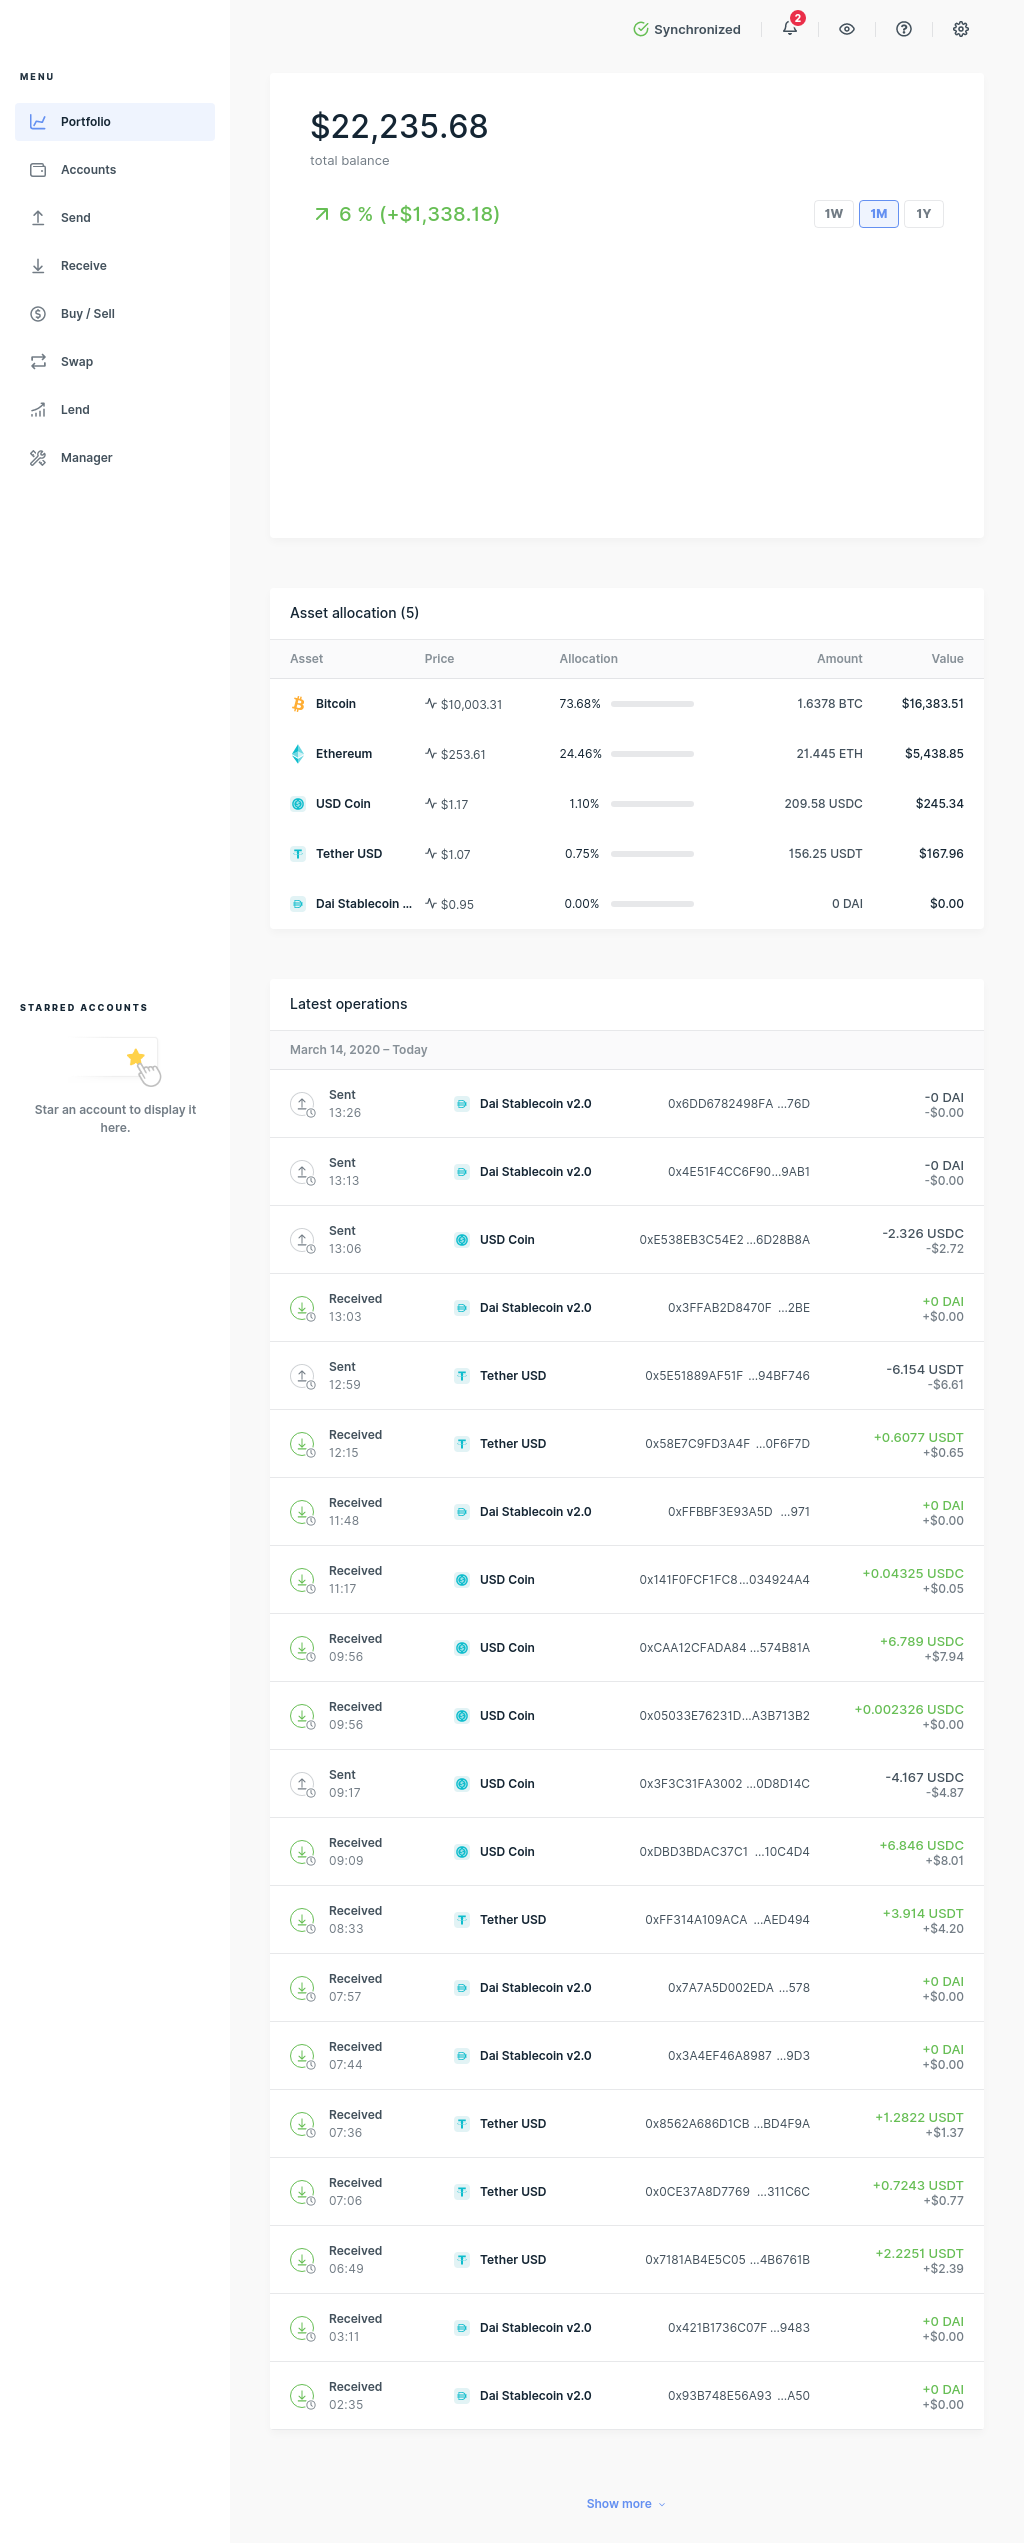 Synchronized
2
MENU
Portfolio
Accounts
Send
Receive
Buy / Sell
Swap
Lend
Manager
STARRED ACCOUNTS
Star an account to display it
here.
$22,235.68
total balance
6 % (+$1,338.18)
1W 1M 1Y
Asset allocation (5)
Asset Price Allocation Amount Value
Bitcoin $10,003.31 73.68% 1.6378 BTC $16,383.51
Ethereum $253.61 24.46% 21.445 ETH $5,438.85
USD Coin $1.17 1.10% 209.58 USDC $245.34
Tether USD $1.07 0.75% 156.25 USDT $167.96
Dai Stablecoin ... $0.95 0.00% 0 DAI $0.00
Latest operations
March 14, 2020 – Today
Sent Dai Stablecoin v2.0 0x6DD6782498FA ...76D -0 DAI
13:26 -$0.00
Sent Dai Stablecoin v2.0 0x4E51F4CC6F90...9AB1 -0 DAI
13:13 -$0.00
Sent USD Coin 0xE538EB3C54E2 ...6D28B8A -2.326 USDC
13:06 -$2.72
Received Dai Stablecoin v2.0 0x3FFAB2D8470F ...2BE +0 DAI
13:03 +$0.00
Sent Tether USD 0x5E51889AF51F ...94BF746 -6.154 USDT
12:59 -$6.61
Received Tether USD 0x58E7C9FD3A4F ...0F6F7D +0.6077 USDT
12:15 +$0.65
Received Dai Stablecoin v2.0 0xFFBBF3E93A5D ...971 +0 DAI
11:48 +$0.00
Received USD Coin 0x141F0FCF1FC8...034924A4 +0.04325 USDC
11:17 +$0.05
Received USD Coin 0xCAA12CFADA84 ...574B81A +6.789 USDC
09:56 +$7.94
Received USD Coin 0x05033E76231D...A3B713B2 +0.002326 USDC
09:56 +$0.00
Sent USD Coin 0x3F3C31FA3002 ...0D8D14C -4.167 USDC
09:17 -$4.87
Received USD Coin 0xDBD3BDAC37C1 ...10C4D4 +6.846 USDC
09:09 +$8.01
Received Tether USD 0xFF314A109ACA ...AED494 +3.914 USDT
08:33 +$4.20
Received Dai Stablecoin v2.0 0x7A7A5D002EDA ...578 +0 DAI
07:57 +$0.00
Received Dai Stablecoin v2.0 0x3A4EF46A8987 ...9D3 +0 DAI
07:44 +$0.00
Received Tether USD 0x8562A686D1CB ...BD4F9A +1.2822 USDT
07:36 +$1.37
Received Tether USD 0x0CE37A8D7769 ...311C6C +0.7243 USDT
07:06 +$0.77
Received Tether USD 0x7181AB4E5C05 ...4B6761B +2.2251 USDT
06:49 +$2.39
Received Dai Stablecoin v2.0 0x421B1736C07F ...9483 +0 DAI
03:11 +$0.00
Received Dai Stablecoin v2.0 0x93B748E56A93 ...A50 +0 DAI
02:35 +$0.00
Show more